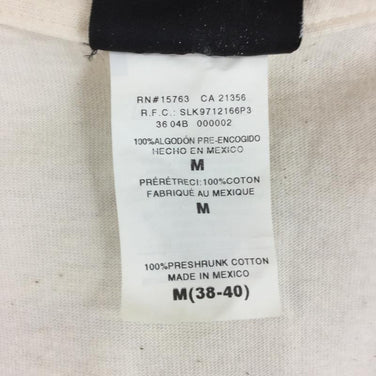 RN#15763 CA 21356
R.F.C.: SLK9712166P3
36 04B 000002
100%ALGODÓN PRE-ENCOGIDO
HECHO EN MEXICO
M
PRÉRÉTRECI:100%COTON
FABRIQUÉ AU MEXIQUE
M
100%PRESHRUNK COTTON
MADE IN MEXICO
M(38-40)